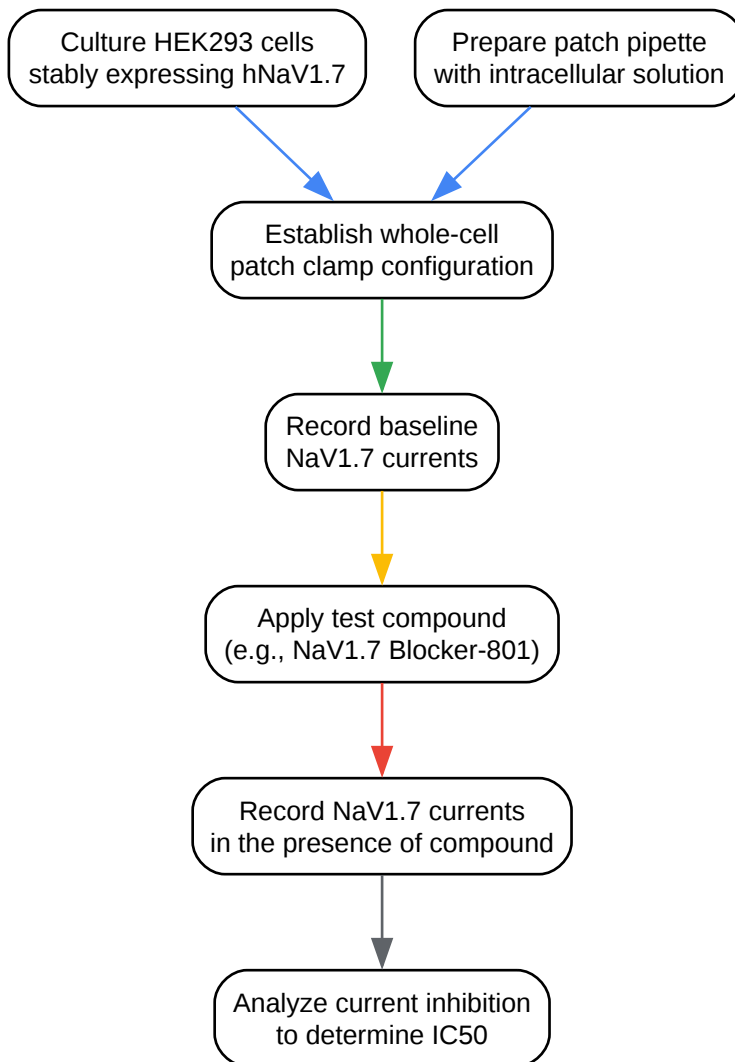 Culture HEK293 cells
stably expressing hNaV1.7
Prepare patch pipette
with intracellular solution
Establish whole-cell
patch clamp configuration
Record baseline
NaV1.7 currents
Apply test compound
(e.g., NaV1.7 Blocker-801)
Record NaV1.7 currents
in the presence of compound
Analyze current inhibition
to determine IC50